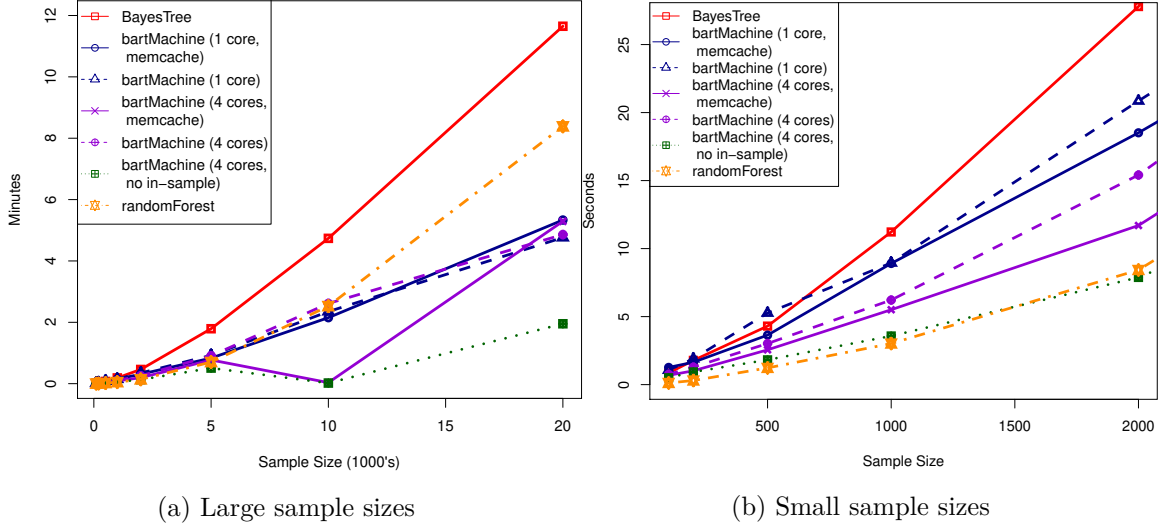 BayesTree
bartMachine (1 core,
memcache)
bartMachine (1 core)
bartMachine (4 cores,
memcache)
bartMachine (4 cores)
bartMachine (4 cores,
no in-sample)
randomForest
Minutes
12
10
8
6
4
2
0
0
5
10
15
20
Sample Size (1000's)
(a) Large sample sizes
BayesTree
bartMachine (1 core,
memcache)
bartMachine (1 core)
bartMachine (4 cores,
memcache)
bartMachine (4 cores)
bartMachine (4 cores,
no in-sample)
randomForest
Seconds
25
20
15
10
5
0
500
1000
1500
2000
Sample Size
(b) Small sample sizes